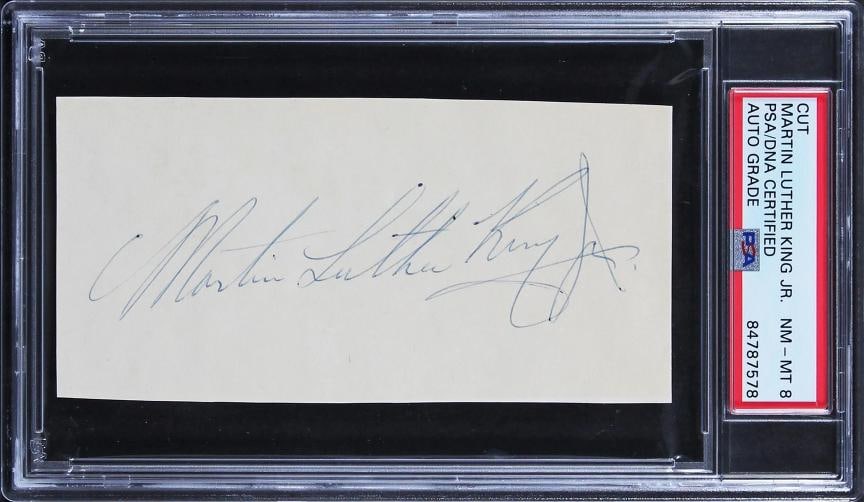 Martin Luther King Jr.
CUT
MARTIN LUTHER KING JR. NM - MT 8
PSA/DNA CERTIFIED
AUTO GRADE 84787578
PSA